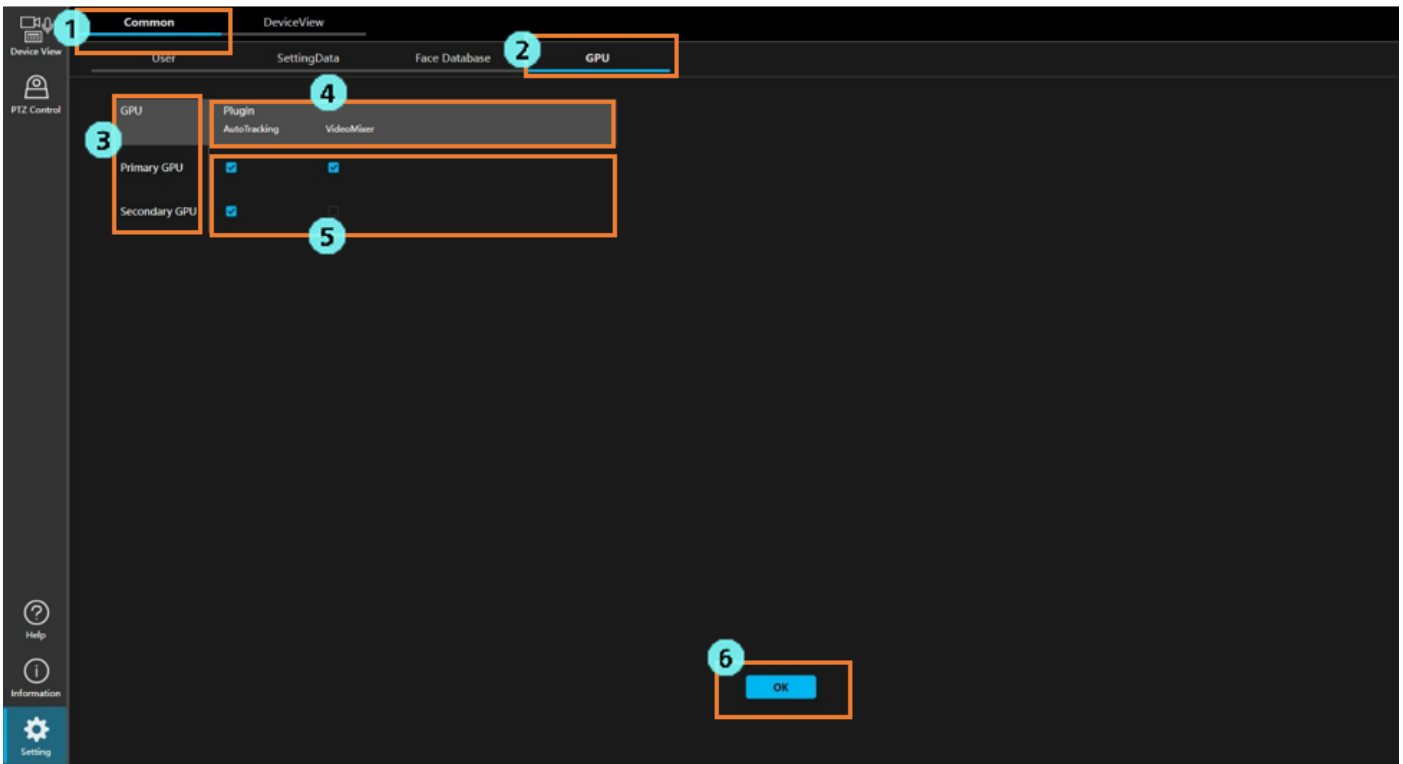 1
Common
DeviceView
Device View
2
User
SettingData
Face Database
GPU
PTZ Control
4
GPU
Plugin
3
AutoTracking
VideoMixer
Primary GPU
Secondary GPU
5
Help
6
Information
OK
Setting